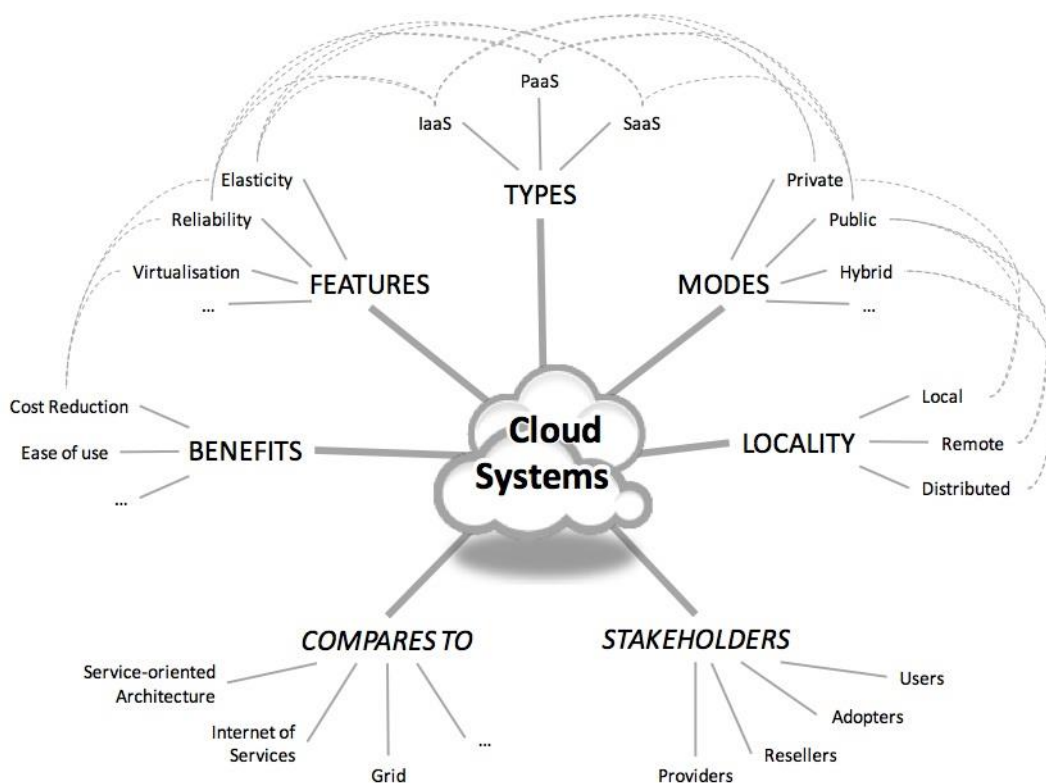 PaaS
IaaS
SaaS
TYPES
Elasticity
Reliability
Virtualisation
...
FEATURES
Private
Public
Hybrid
...
MODES
Cost Reduction
Ease of use
...
BENEFITS
Cloud
Systems
LOCALITY
Local
Remote
Distributed
COMPARES TO
Service-oriented
Architecture
Internet of
Services
Grid
...
STAKEHOLDERS
Users
Adopters
Resellers
Providers